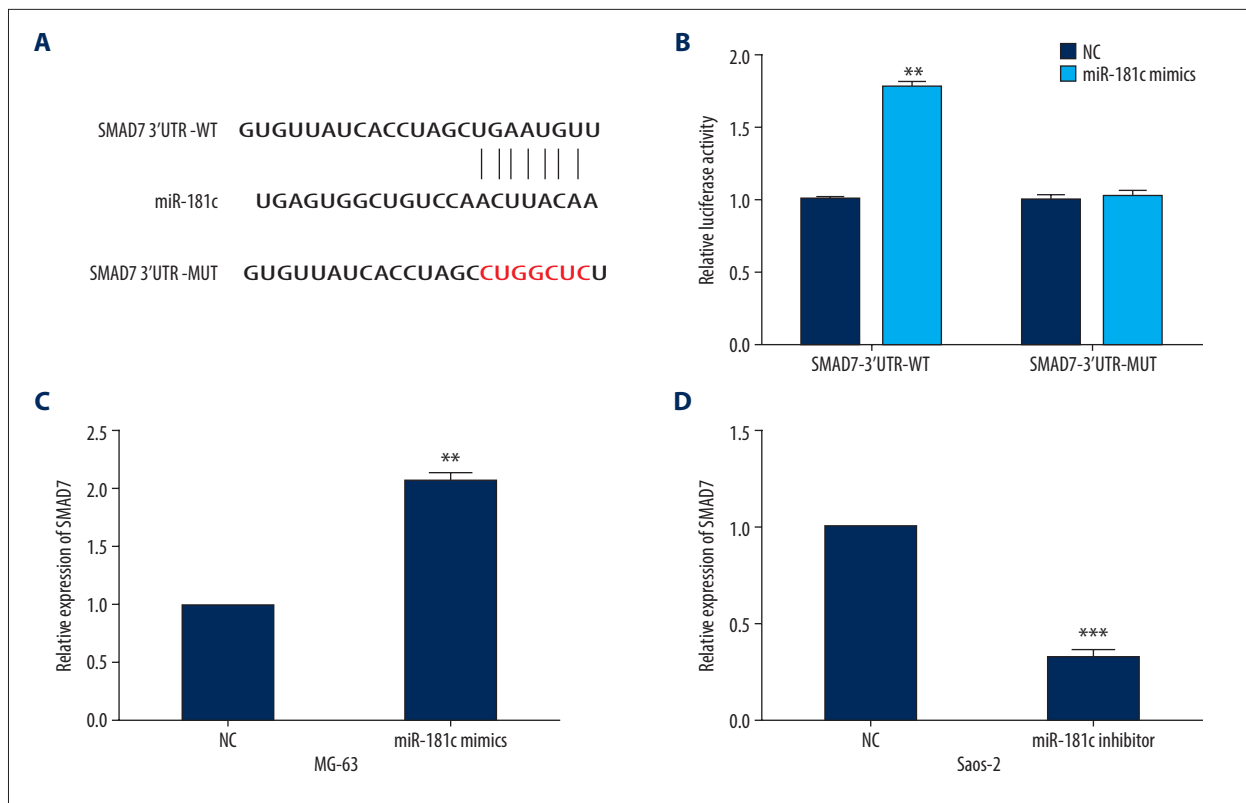 A
SMAD7 3'UTR -WT GUGUUAUCACCUAGCUGAAUGUU
miR-181c UGAGUGGCUGUCCAACUUACAA
SMAD7 3'UTR -MUT GUGUUAUCACCUAGCCUGGCUCU
B
NC
miR-181c mimics
Relative luciferase activity
2.0
1.5
1.0
0.5
0.0
**
SMAD7-3'UTR-WT SMAD7-3'UTR-MUT
C
Relative expression of SMAD7
2.5
2.0
1.5
1.0
0.5
0.0
**
NC miR-181c mimics
MG-63
D
Relative expression of SMAD7
1.5
1.0
0.5
0.0
***
NC miR-181c inhibitor
Saos-2